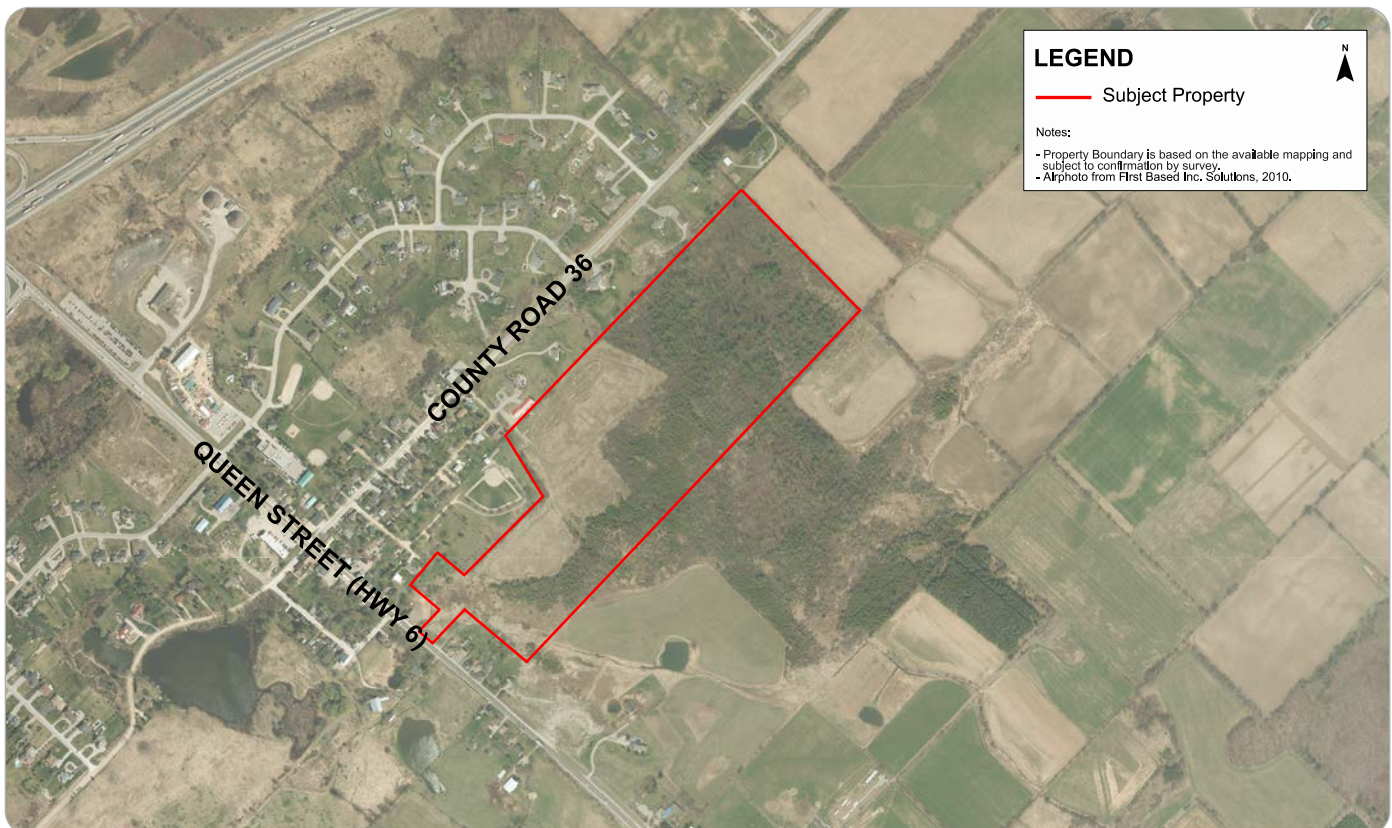 LEGEND
N
Subject Property
Notes:
- Property Boundary is based on the available mapping and
subject to confirmation by survey.
- Airphoto from First Based Inc. Solutions, 2010.
COUNTY ROAD 36
QUEEN STREET (HWY 6)